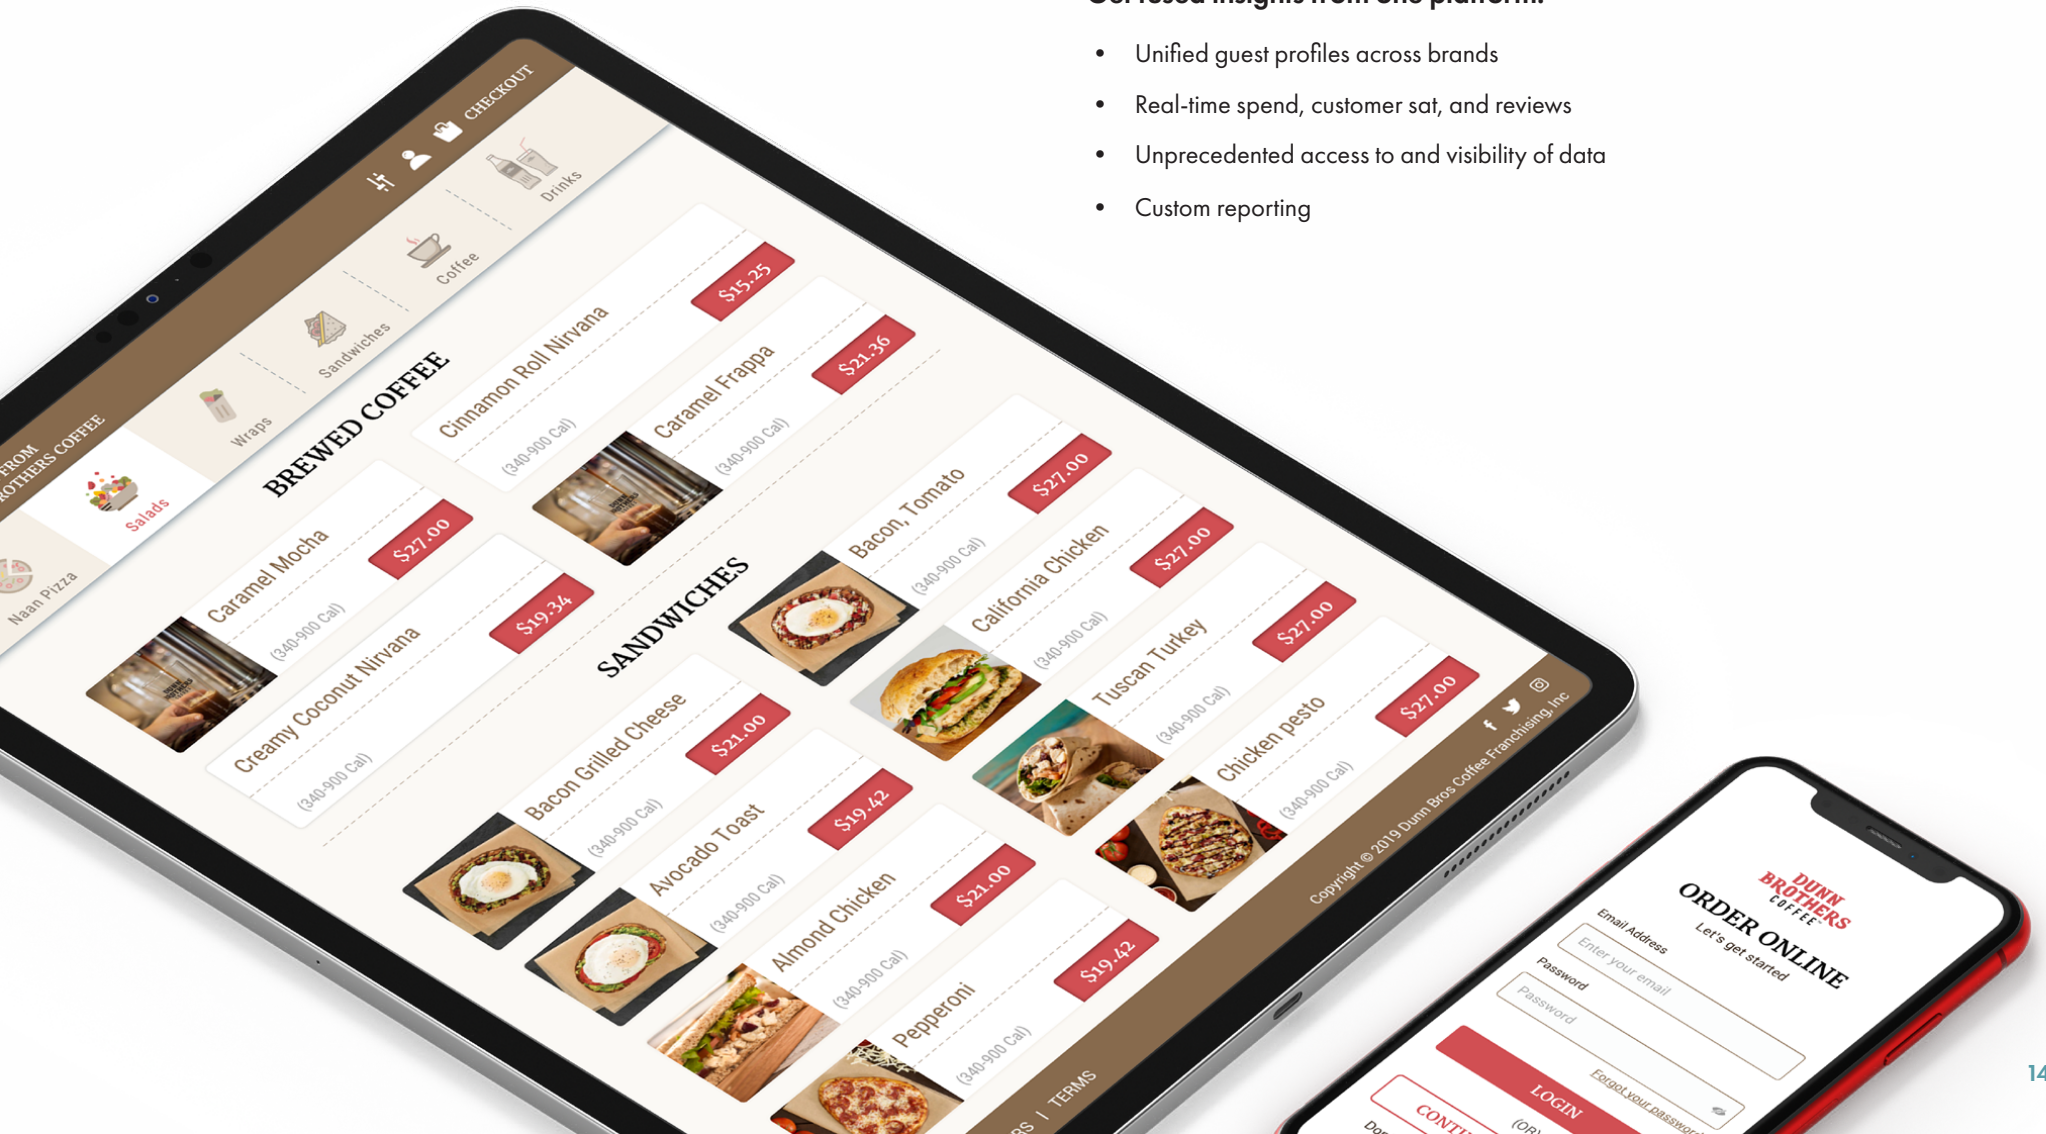 Unified guest profiles across brands
Real-time spend, customer sat, and reviews
Unprecedented access to and visibility of data
Custom reporting
CHECKOUT
FROM
ROTHERS COFFEE
Naan Pizza
Salads
Wraps
Sandwiches
Coffee
Drinks
BREWED COFFEE
Caramel Mocha
(340-900 Cal)
$27.00
Cinnamon Roll Nirvana
(340-900 Cal)
$15.25
Creamy Coconut Nirvana
(340-900 Cal)
$19.34
Caramel Frappa
(340-900 Cal)
$21.36
DUNN
BROTHERS
SANDWICHES
Bacon Grilled Cheese
(340-900 Cal)
$21.00
Bacon, Tomato
(340-900 Cal)
$27.00
Avocado Toast
(340-900 Cal)
$19.42
California Chicken
(340-900 Cal)
$27.00
Almond Chicken
(340-900 Cal)
$21.00
Tuscan Turkey
(340-900 Cal)
$27.00
Pepperoni
(340-900 Cal)
$19.42
Chicken pesto
(340-900 Cal)
$27.00
| TERMS
Copyright © 2019 Dunn Bros Coffee Franchising, Inc
DUNN
BROTHERS
COFFEE
ORDER ONLINE
Let's get started
Email Address
Enter your email
Password
Password
Forgot your password
LOGIN
(OR)
14